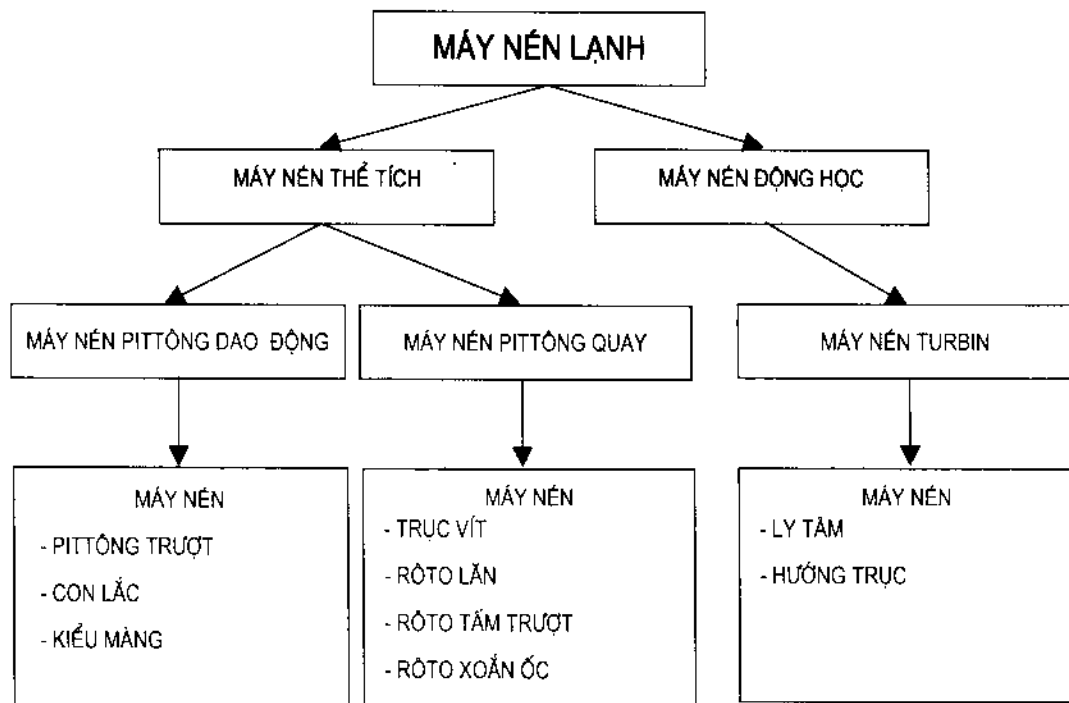 MÁY NÉN LẠNH
MÁY NÉN THỂ TÍCH
MÁY NÉN ĐỘNG HỌC
MÁY NÉN PITTÔNG DAO ĐỘNG
MÁY NÉN PITTÔNG QUAY
MÁY NÉN TURBIN
MÁY NÉN
- PITTÔNG TRƯỢT
- CON LẮC
- KIỂU MÀNG
MÁY NÉN
- TRỤC VÍT
- RÔTO LĂN
- RÔTO TẤM TRƯỢT
- RÔTO XOẮN ỐC
MÁY NÉN
- LY TÂM
- HƯỚNG TRỤC